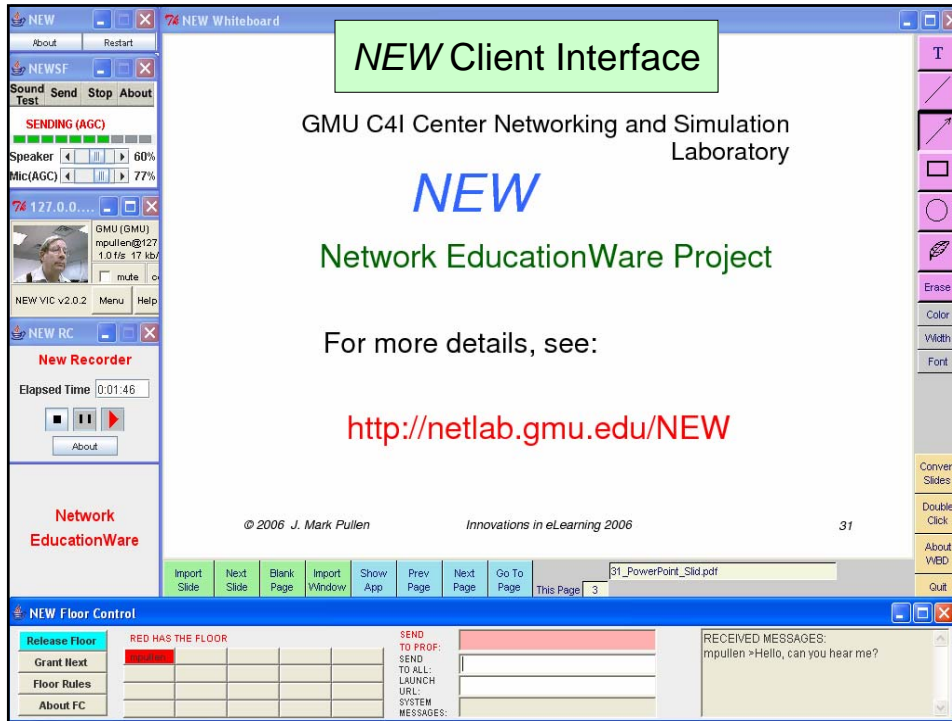 NEW
About Restart
NEWSF
Sound Test Send Stop About
SENDING (AGC)
Speaker 60%
Mic(AGC) 77%
127.0.0....
GMU (GMU)
mpullen@127
1.0 f/s 17 kb/
mute
NEW VIC v2.0.2 Menu Help
NEW RC
New Recorder
Elapsed Time 0:01:46
About
Network
EducationWare
NEW Whiteboard
NEW Client Interface
GMU C4I Center Networking and Simulation
Laboratory
NEW
Network EducationWare Project
For more details, see:
http://netlab.gmu.edu/NEW
© 2006 J. Mark Pullen Innovations in eLearning 2006 31
T
Erase
Color
Width
Font
Conver
Slides
Double
Click
About
WBD
Quit
Import Slide Next Slide Blank Page Import Window Show App Prev Page Next Page Go To Page This Page 3 31_PowerPoint_Slid.pdf
NEW Floor Control
Release Floor
Grant Next
Floor Rules
About FC
RED HAS THE FLOOR
mpullen
SEND
TO PROF:
SEND
TO ALL:
LAUNCH
URL:
SYSTEM
MESSAGES:
RECEIVED MESSAGES:
mpullen >Hello, can you hear me?